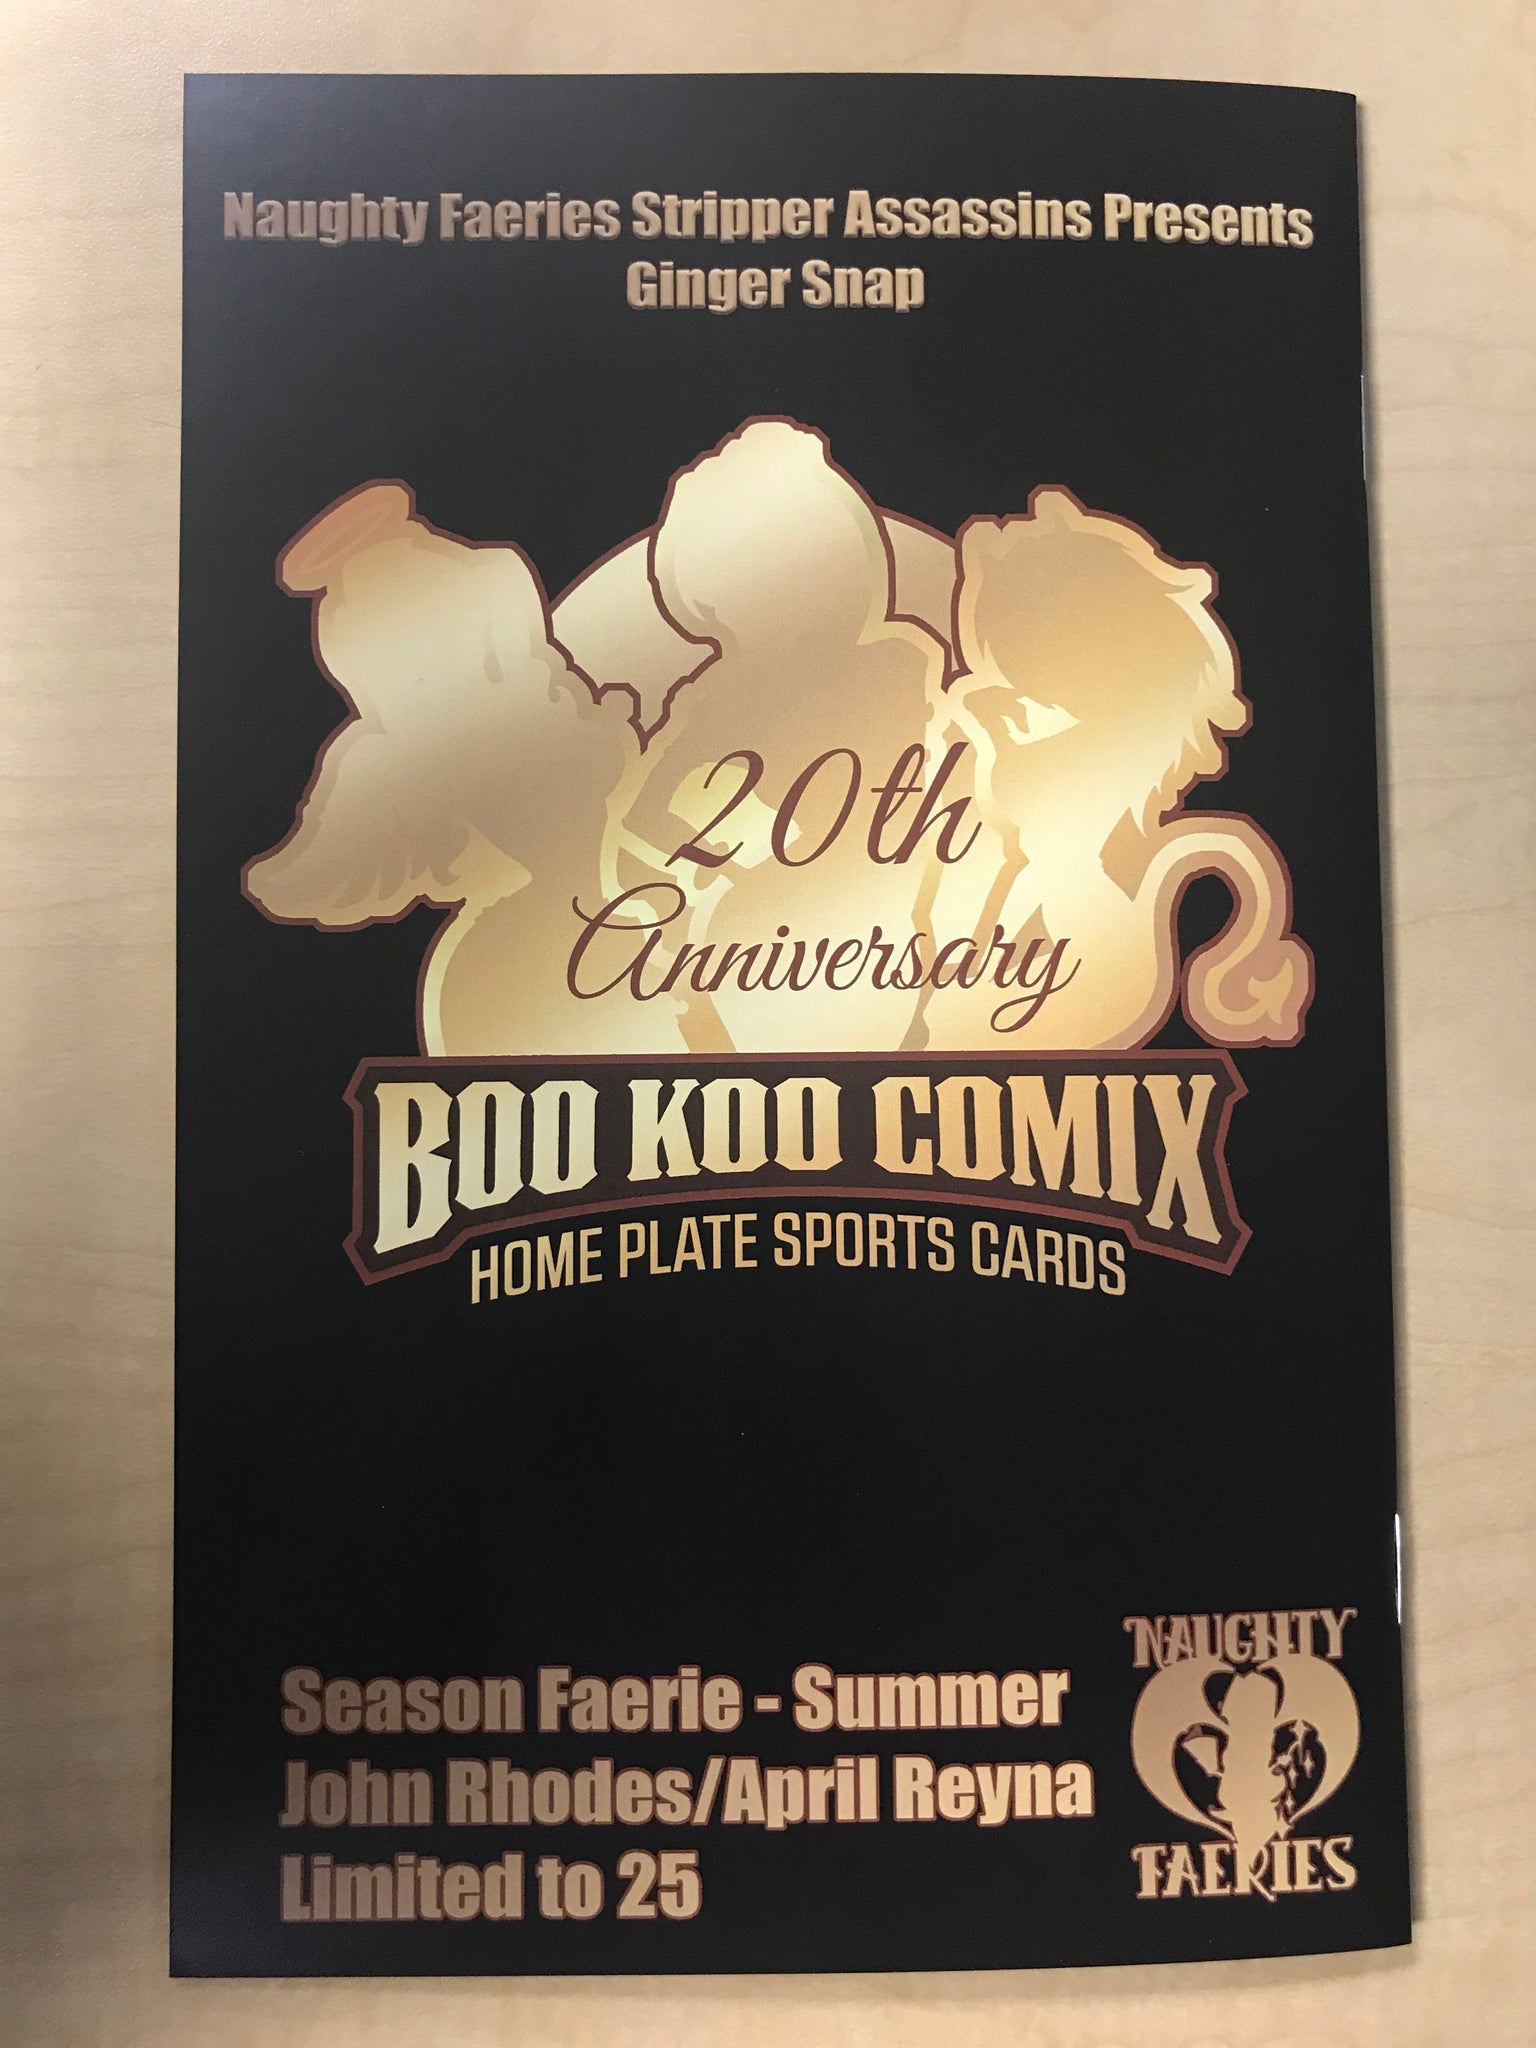 Naughty Faeries Stripper Assassins Presents
Ginger Snap
20th
Anniversary
BOO KOO COMIX
HOME PLATE SPORTS CARDS
Season Faerie - Summer
John Rhodes/April Reyna
Limited to 25
NAUGHTY
FAERIES